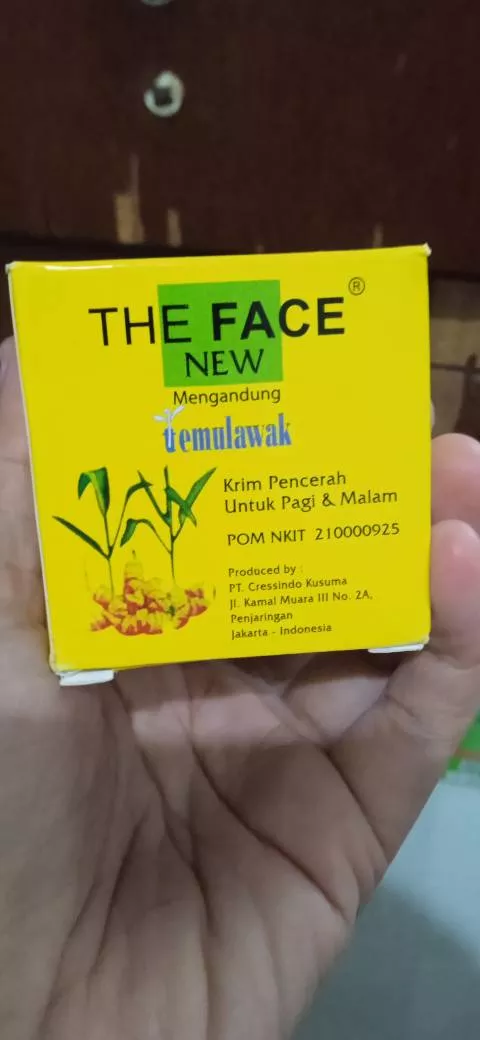 THE FACE ®
NEW
Mengandung
temulawak
Krim Pencerah
Untuk Pagi & Malam
POM NKIT 210000925
Produced by :
PT. Cressindo Kusuma
Jl. Kamal Muara III No. 2A,
Penjaringan
Jakarta - Indonesia